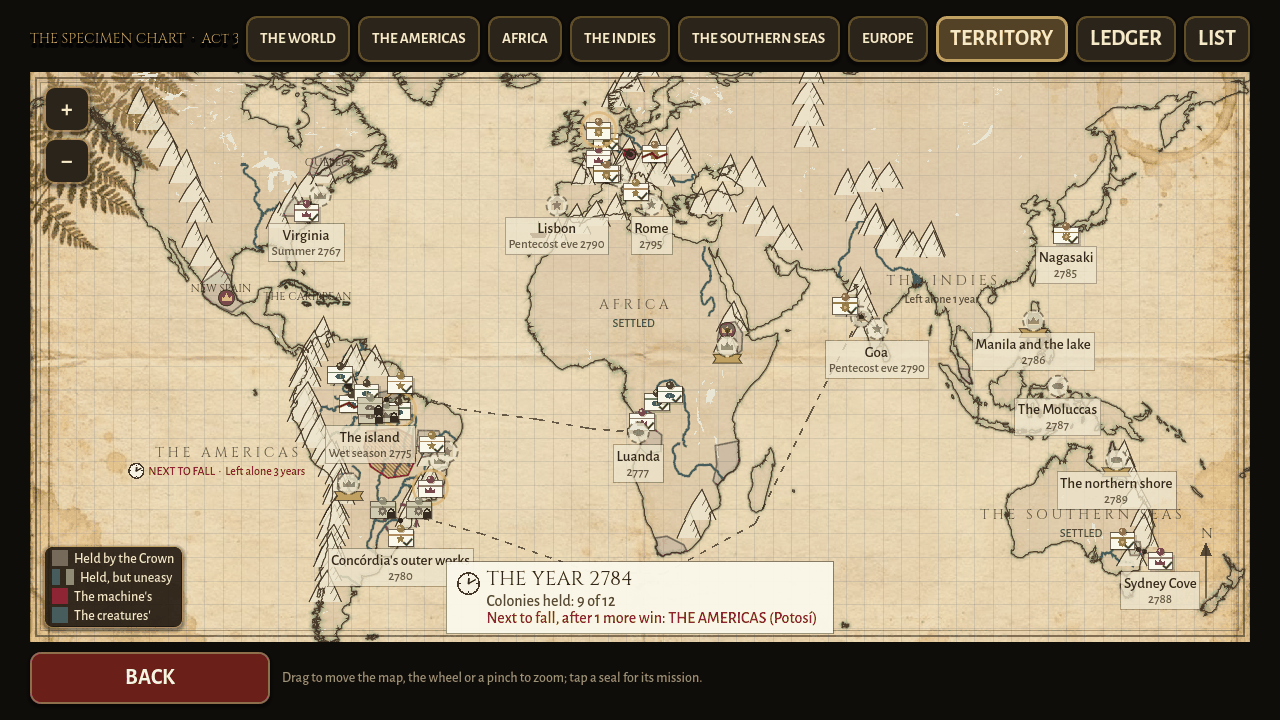 THE SPECIMEN CHART · ACT 3
THE WORLD
THE AMERICAS
AFRICA
THE INDIES
THE SOUTHERN SEAS
EUROPE
TERRITORY
LEDGER
LIST
+
−
Virginia
Summer 2767
NEW SPAIN
THE CARIBBEAN
Lisbon
Pentecost eve 2790
Rome
2795
AFRICA
SETTLED
THE INDIES
Left alone 1 year
Nagasaki
2785
Manila and the lake
2786
Goa
Pentecost eve 2790
The Moluccas
2787
The island
Wet season 2775
THE AMERICAS
NEXT TO FALL · Left alone 3 years
Luanda
2777
The northern shore
2789
THE SOUTHERN SEAS
SETTLED
N
Concórdia's outer works
2780
Sydney Cove
2788
Held by the Crown
Held, but uneasy
The machine's
The creatures'
THE YEAR 2784
Colonies held: 9 of 12
Next to fall, after 1 more win: THE AMERICAS (Potosí)
BACK
Drag to move the map, the wheel or a pinch to zoom; tap a seal for its mission.